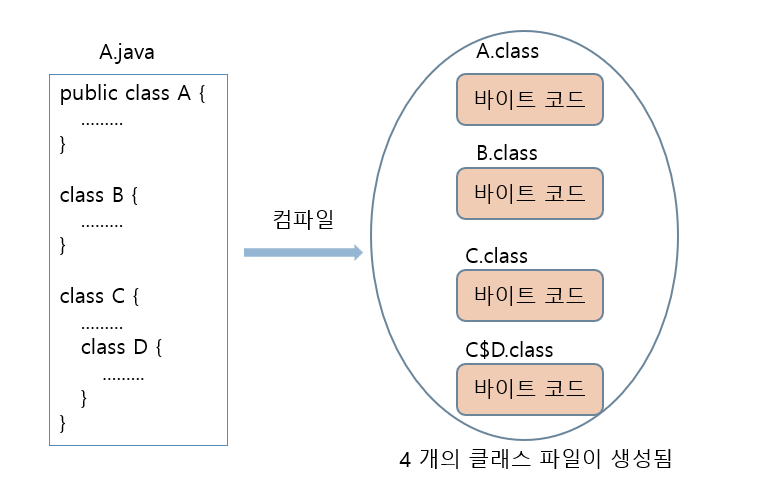 A.java
public class A {
.........
}
class B {
.........
}
class C {
.........
class D {
.........
}
}
컴파일
A.class
바이트 코드
B.class
바이트 코드
C.class
바이트 코드
C$D.class
바이트 코드
4 개의 클래스 파일이 생성됨